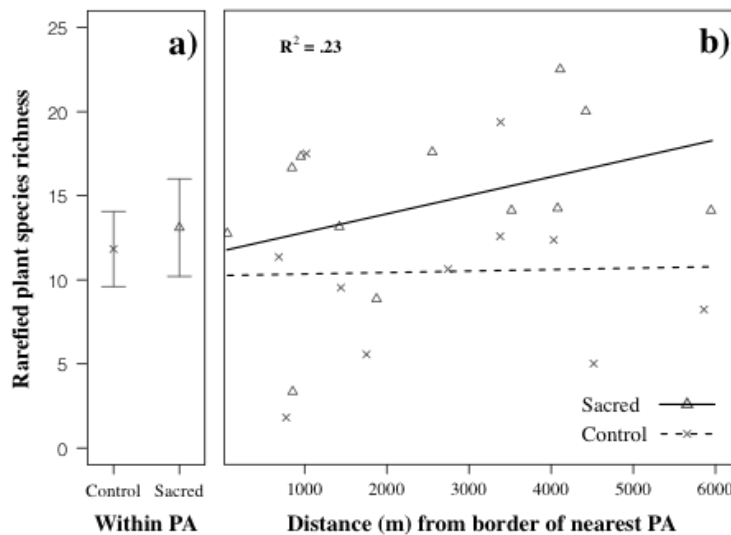 Rarefied plant species richness
25
20
15
10
5
0
a)
Control Sacred
Within PA
b)
R² = .23
Sacred
Control
1000 2000 3000 4000 5000 6000
Distance (m) from border of nearest PA